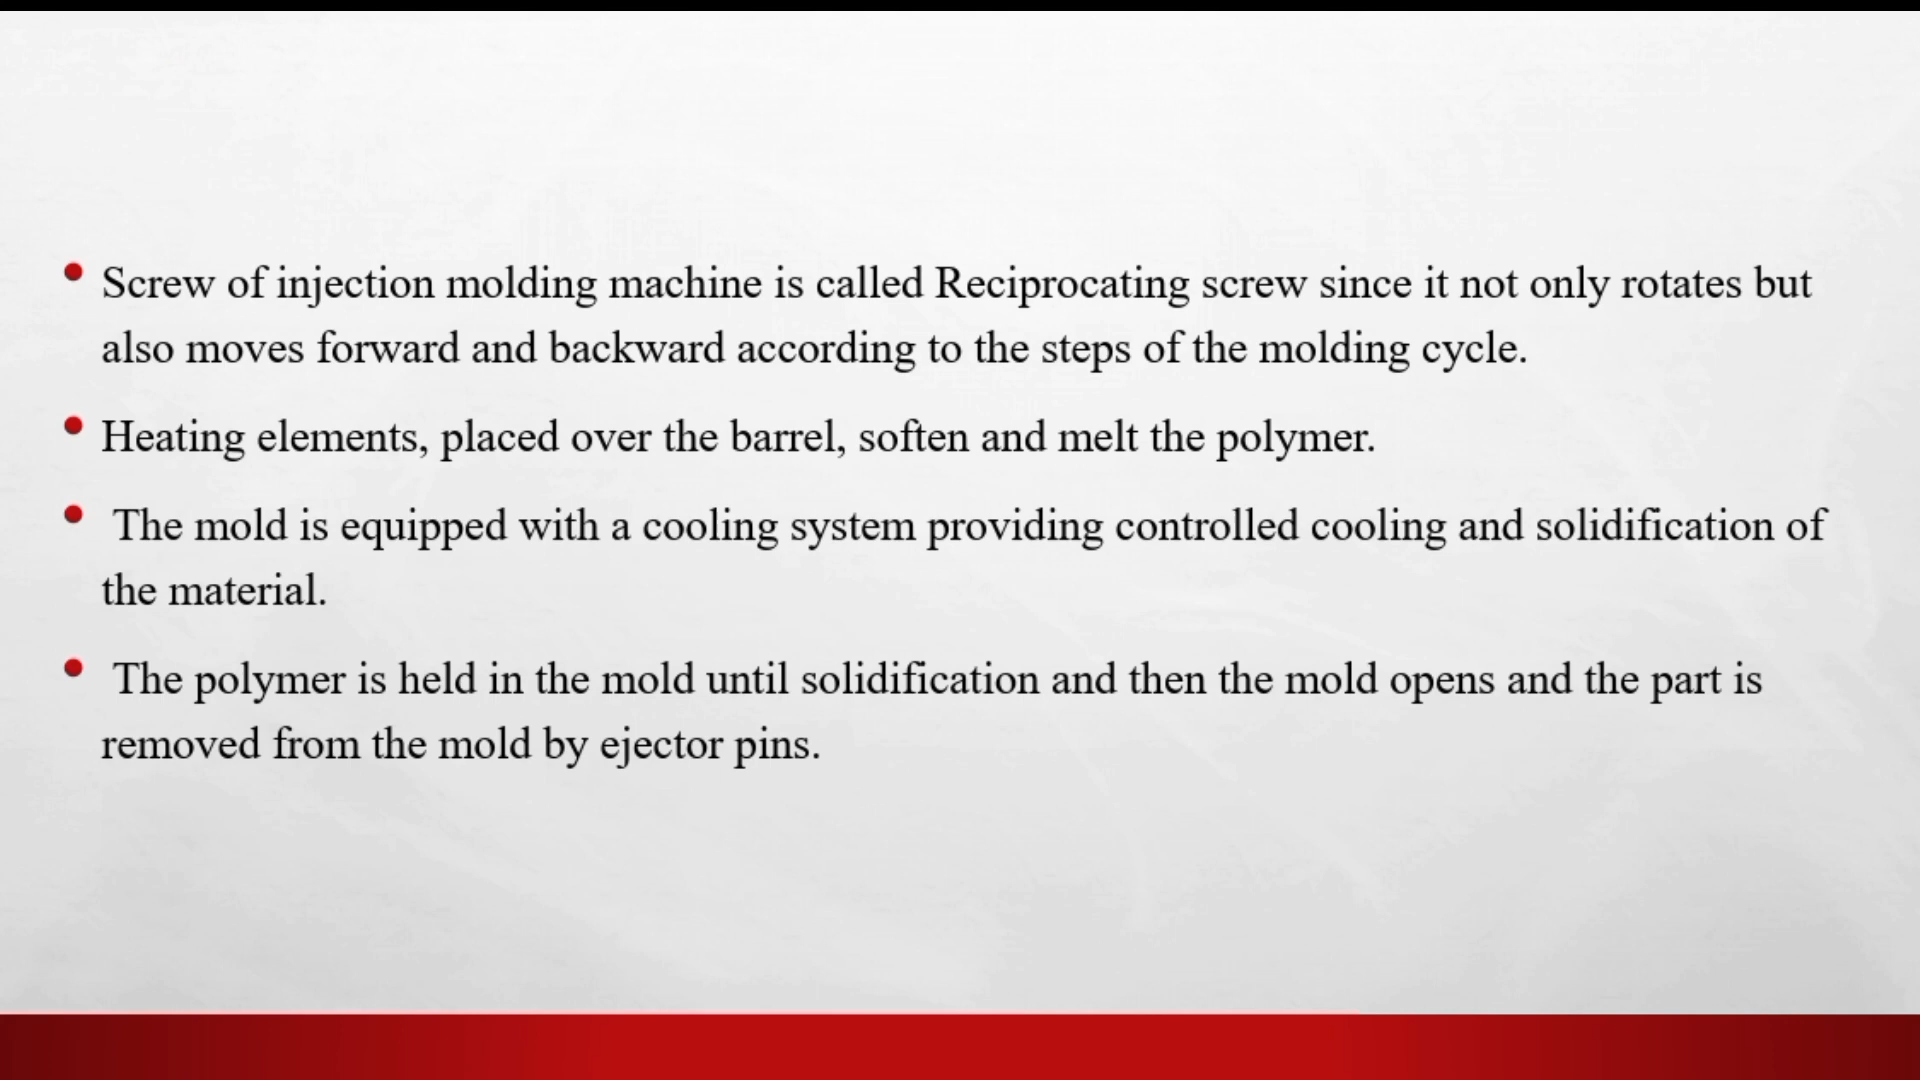 • Screw of injection molding machine is called Reciprocating screw since it not only rotates but
also moves forward and backward according to the steps of the molding cycle.
• Heating elements, placed over the barrel, soften and melt the polymer.
• The mold is equipped with a cooling system providing controlled cooling and solidification of
the material.
• The polymer is held in the mold until solidification and then the mold opens and the part is
removed from the mold by ejector pins.